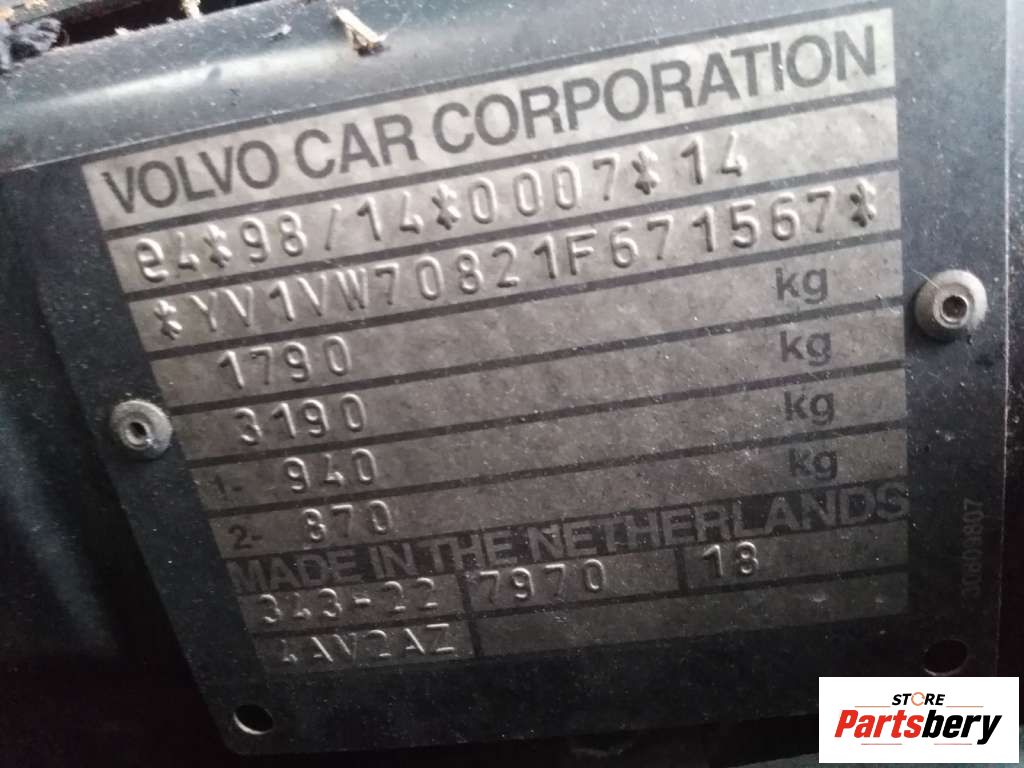 VOLVO CAR CORPORATION
e4*98/14*0007*14
*YV1VW70821F671567*
1790 kg
3190 kg
1- 940 kg
2- 870 kg
MADE IN THE NETHERLANDS
343-22 7970 18
4AV2AZ
STORE
Partsbery